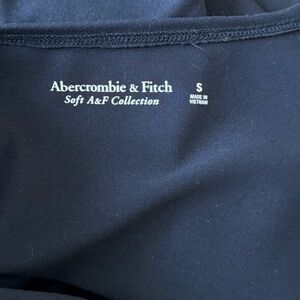 Abercrombie & Fitch
Soft A&F Collection
S
MADE IN
VIETNAM